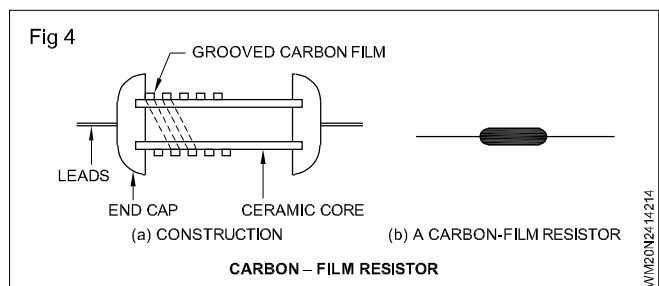 Fig 4
GROOVED CARBON FILM
LEADS
END CAP
CERAMIC CORE
(a) CONSTRUCTION
(b) A CARBON-FILM RESISTOR
CARBON – FILM RESISTOR
WM20N2414214